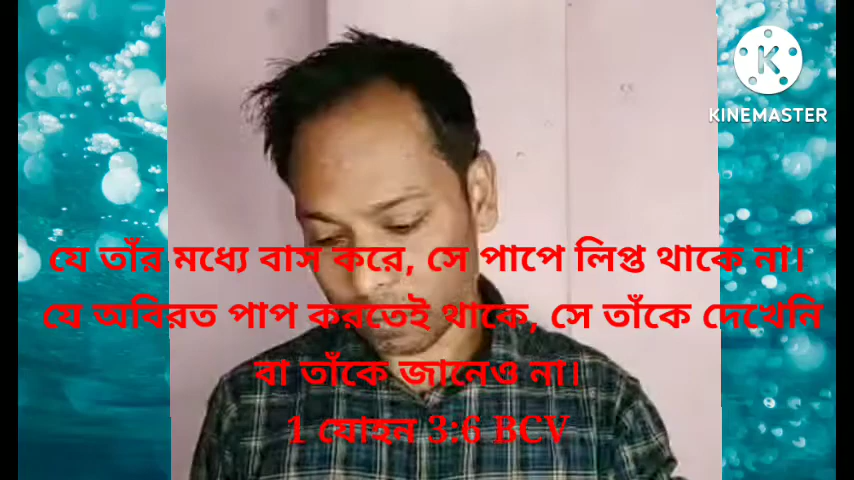 KINEMASTER
যে তাঁর মধ্যে বাস করে, সে পাপে লিপ্ত থাকে না।
যে অবিরত পাপ করতেই থাকে, সে তাঁকে দেখেনি
বা তাঁকে জানেও না।
1 যোহন 3:6 BCV